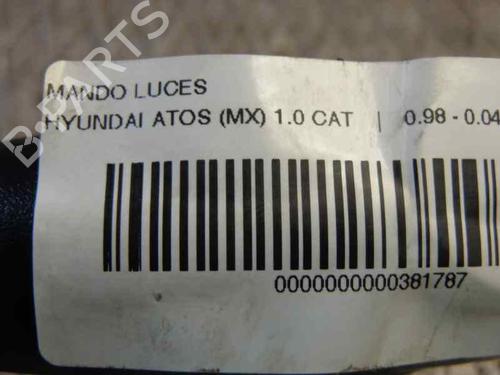 B-PARTS
MANDO LUCES
HYUNDAI ATOS (MX) 1.0 CAT | 0.98 - 0.04
0000000000381787